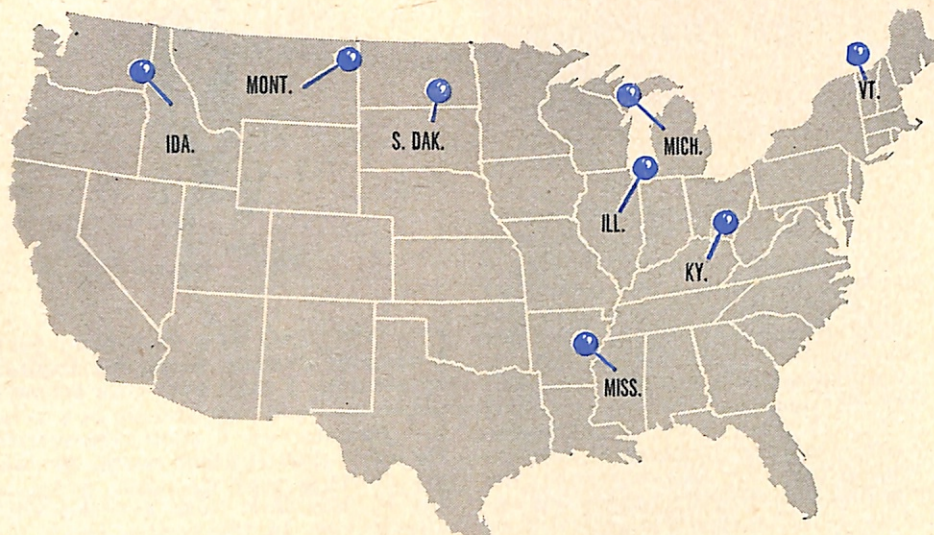 VT.
MONT.
IDA.
S. DAK.
MICH.
ILL.
KY.
MISS.